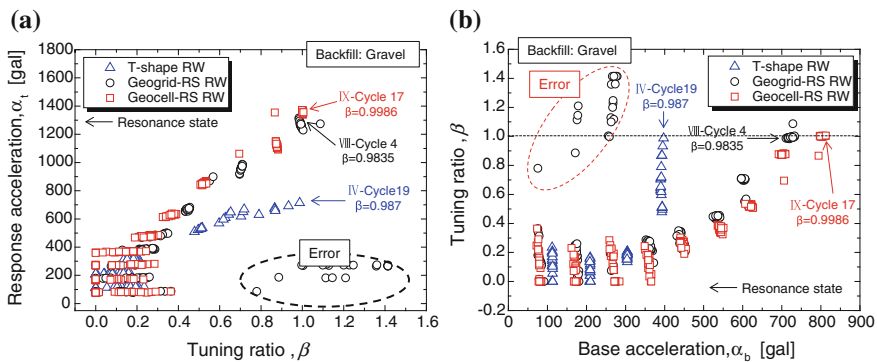 (a)
Response acceleration,αt [gal]
1800
1600
1400
1200
1000
800
600
400
200
0
Backfill: Gravel
T-shape RW
Geogrid-RS RW
Geocell-RS RW
Resonance state
IX-Cycle 17
β=0.9986
VIII-Cycle 4
β=0.9835
IV-Cycle19
β=0.987
Error
0.0 0.2 0.4 0.6 0.8 1.0 1.2 1.4 1.6
Tuning ratio ,β
(b)
Tuning ratio ,β
1.6
1.4
1.2
1.0
0.8
0.6
0.4
0.2
0.0
-0.2
Backfill: Gravel
T-shape RW
Geogrid-RS RW
Geocell-RS RW
Error
IV-Cycle19
β=0.987
VIII-Cycle 4
β=0.9835
IX-Cycle 17
β=0.9986
Resonance state
0 100 200 300 400 500 600 700 800 900
Base acceleration,αb [gal]